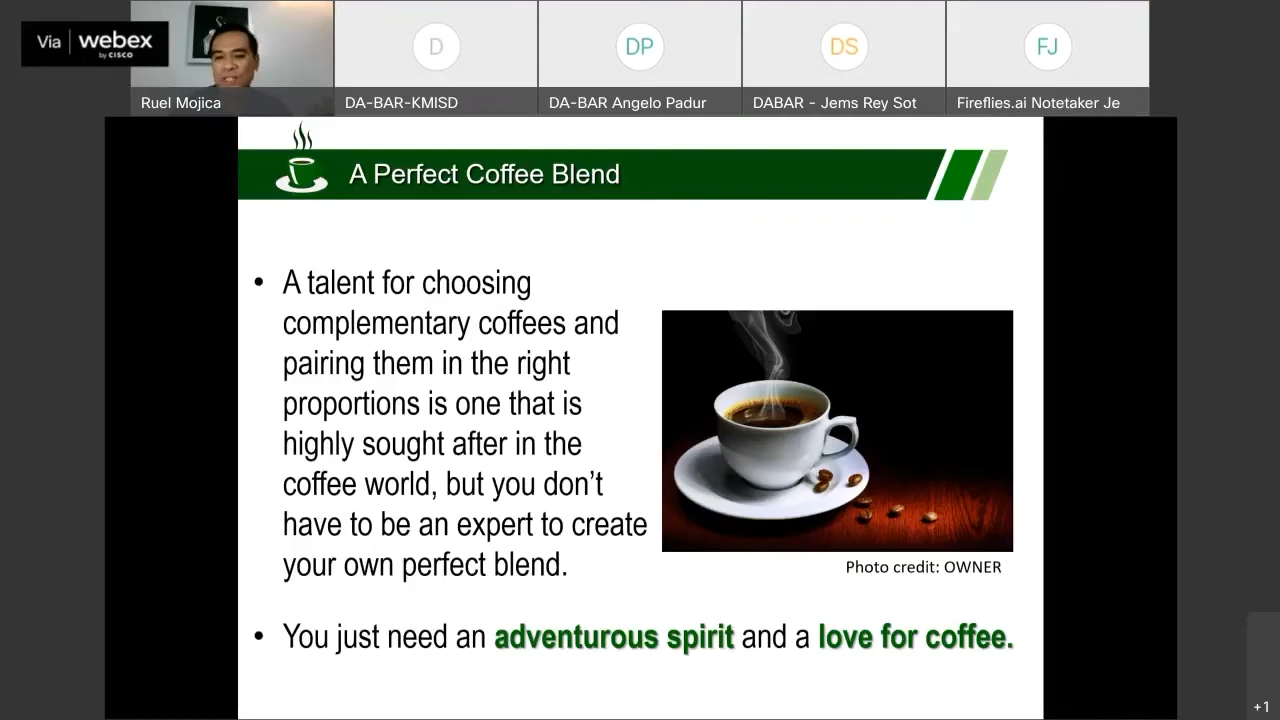 Via webex
by CISCO
D
DP
DS
FJ
Ruel Mojica
DA-BAR-KMISD
DA-BAR Angelo Padur
DABAR - Jems Rey Sot
Fireflies.ai Notetaker Je
A Perfect Coffee Blend
• A talent for choosing
complementary coffees and
pairing them in the right
proportions is one that is
highly sought after in the
coffee world, but you don’t
have to be an expert to create
your own perfect blend.
Photo credit: OWNER
• You just need an adventurous spirit and a love for coffee.
+1